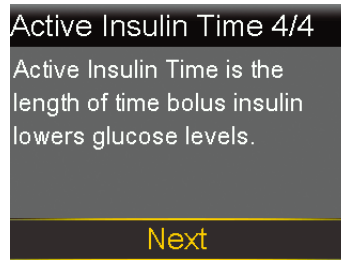 Active Insulin Time 4/4
Active Insulin Time is the
length of time bolus insulin
lowers glucose levels.
Next